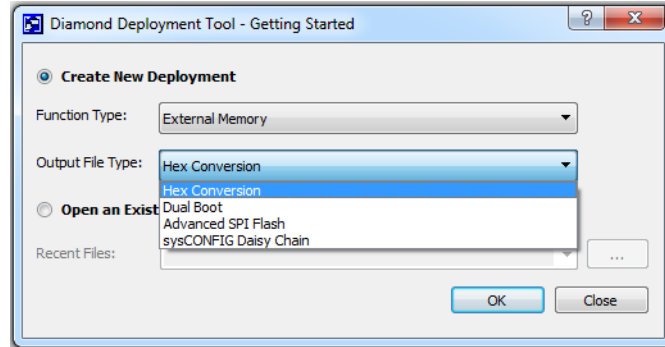 Diamond Deployment Tool - Getting Started
Create New Deployment
Function Type: External Memory
Output File Type: Hex Conversion
Hex Conversion
Dual Boot
Open an Exist
Advanced SPI Flash
sysCONFIG Daisy Chain
Recent Files: ...
OK Close